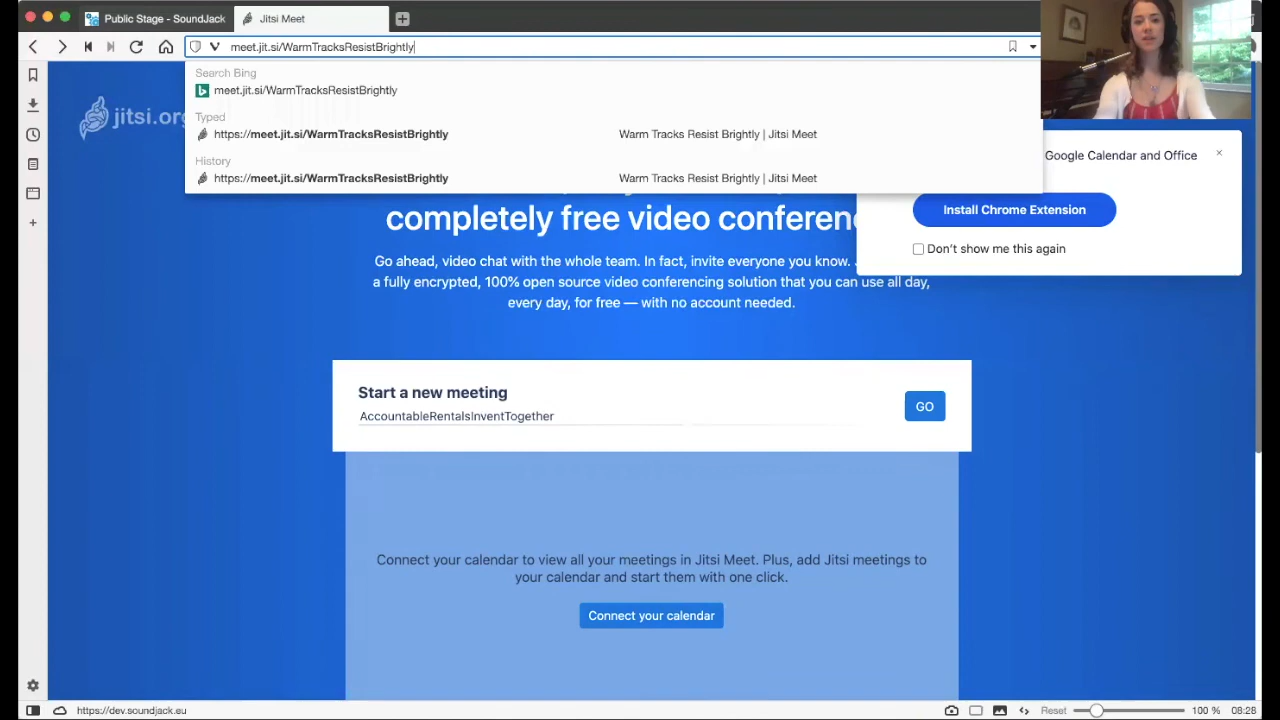 Public Stage - SoundJack
Jitsi Meet
meet.jit.si/WarmTracksResistBrightly
Search Bing
meet.jit.si/WarmTracksResistBrightly
Typed
https://meet.jit.si/WarmTracksResistBrightly Warm Tracks Resist Brightly | Jitsi Meet
History
https://meet.jit.si/WarmTracksResistBrightly Warm Tracks Resist Brightly | Jitsi Meet
jitsi.org
Google Calendar and Office
Install Chrome Extension
Don't show me this again
completely free video conferen
Go ahead, video chat with the whole team. In fact, invite everyone you know.
a fully encrypted, 100% open source video conferencing solution that you can use all day,
every day, for free — with no account needed.
Start a new meeting
AccountableRentalsInventTogether
GO
Connect your calendar to view all your meetings in Jitsi Meet. Plus, add Jitsi meetings to
your calendar and start them with one click.
Connect your calendar
https://dev.soundjack.eu
Reset
100 %
08:28